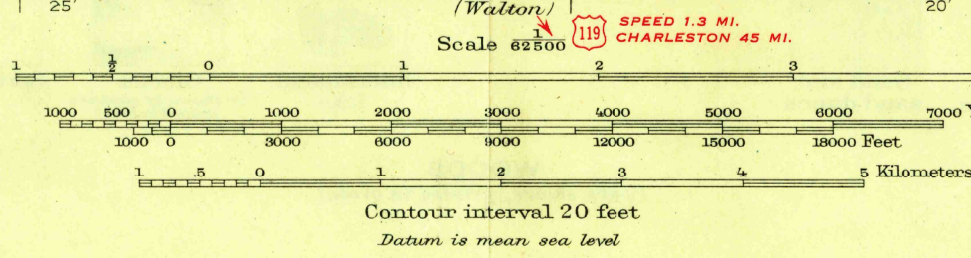 25' 20'
(Walton)
Scale 1/62500 119 SPEED 1.3 MI.
CHARLESTON 45 MI.
1 ½ 0 1 2 3
1000 500 0 1000 2000 3000 4000 5000 6000 7000
1000 0 3000 6000 9000 12000 15000 18000 Feet
1 .5 0 1 2 3 4 5 Kilometers
Contour interval 20 feet
Datum is mean sea level